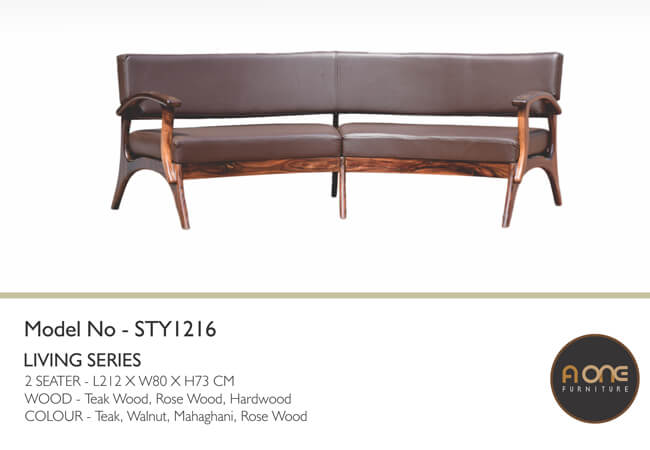 Model No - STY1216
LIVING SERIES
2 SEATER - L212 X W80 X H73 CM
WOOD - Teak Wood, Rose Wood, Hardwood
COLOUR - Teak, Walnut, Mahaghani, Rose Wood
A ONE
FURNITURE